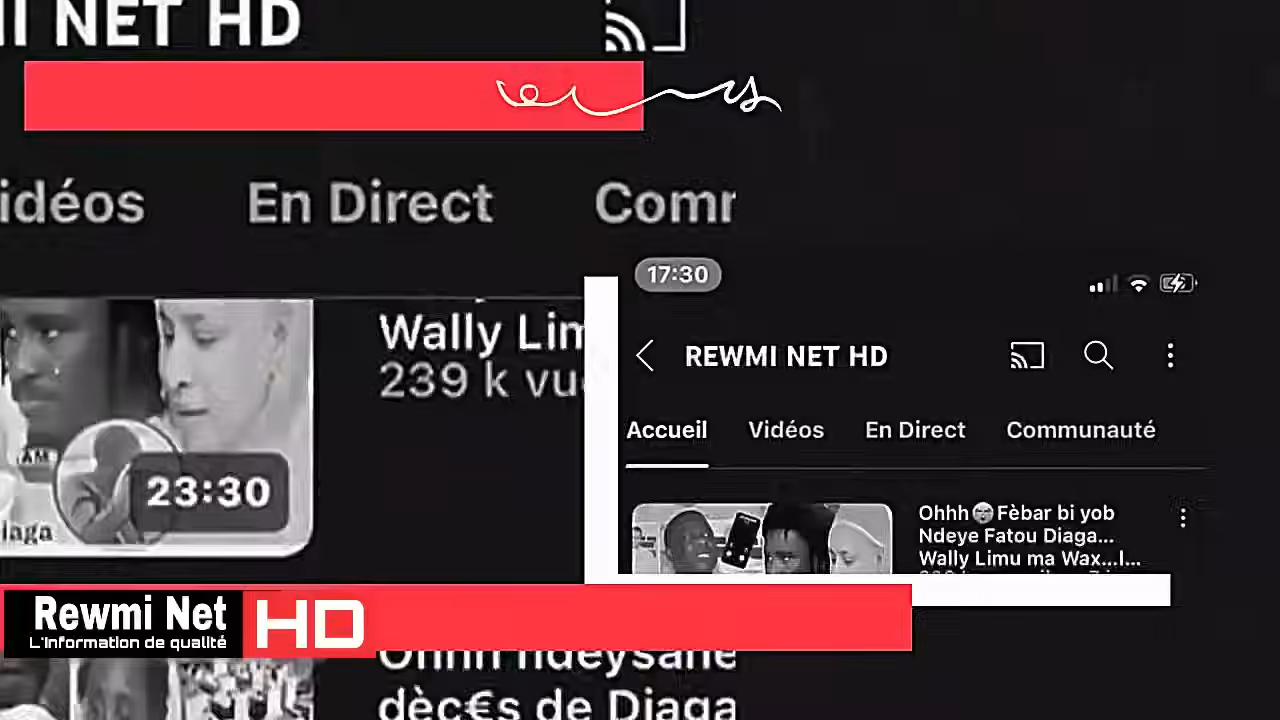 MI NET HD
idéos
En Direct
Comr
17:30
REWMI NET HD
Accueil
Vidéos
En Direct
Communauté
Wally Lim
239 k vue
23:30
Ohhh😷Fèbar bi yob
Ndeye Fatou Diaga...
Wally Limu ma Wax...I...
Rewmi Net HD
L'information de qualité
Ohhh ndeysane
dèc€s de Diaga